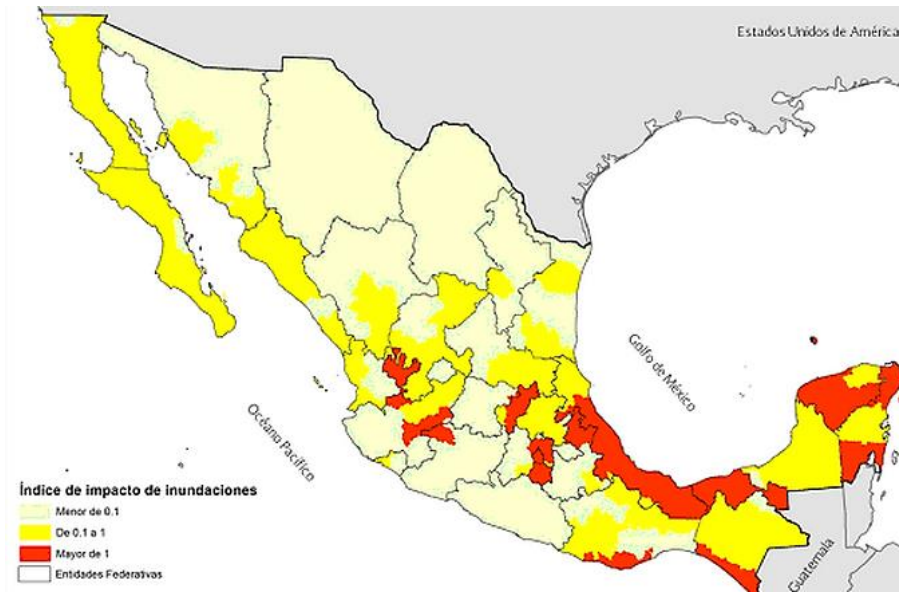 Estados Unidos de América
Golfo de México
Océano Pacífico
Índice de impacto de inundaciones
Menor de 0.1
De 0.1 a 1
Mayor de 1
Entidades Federativas
Guatemala